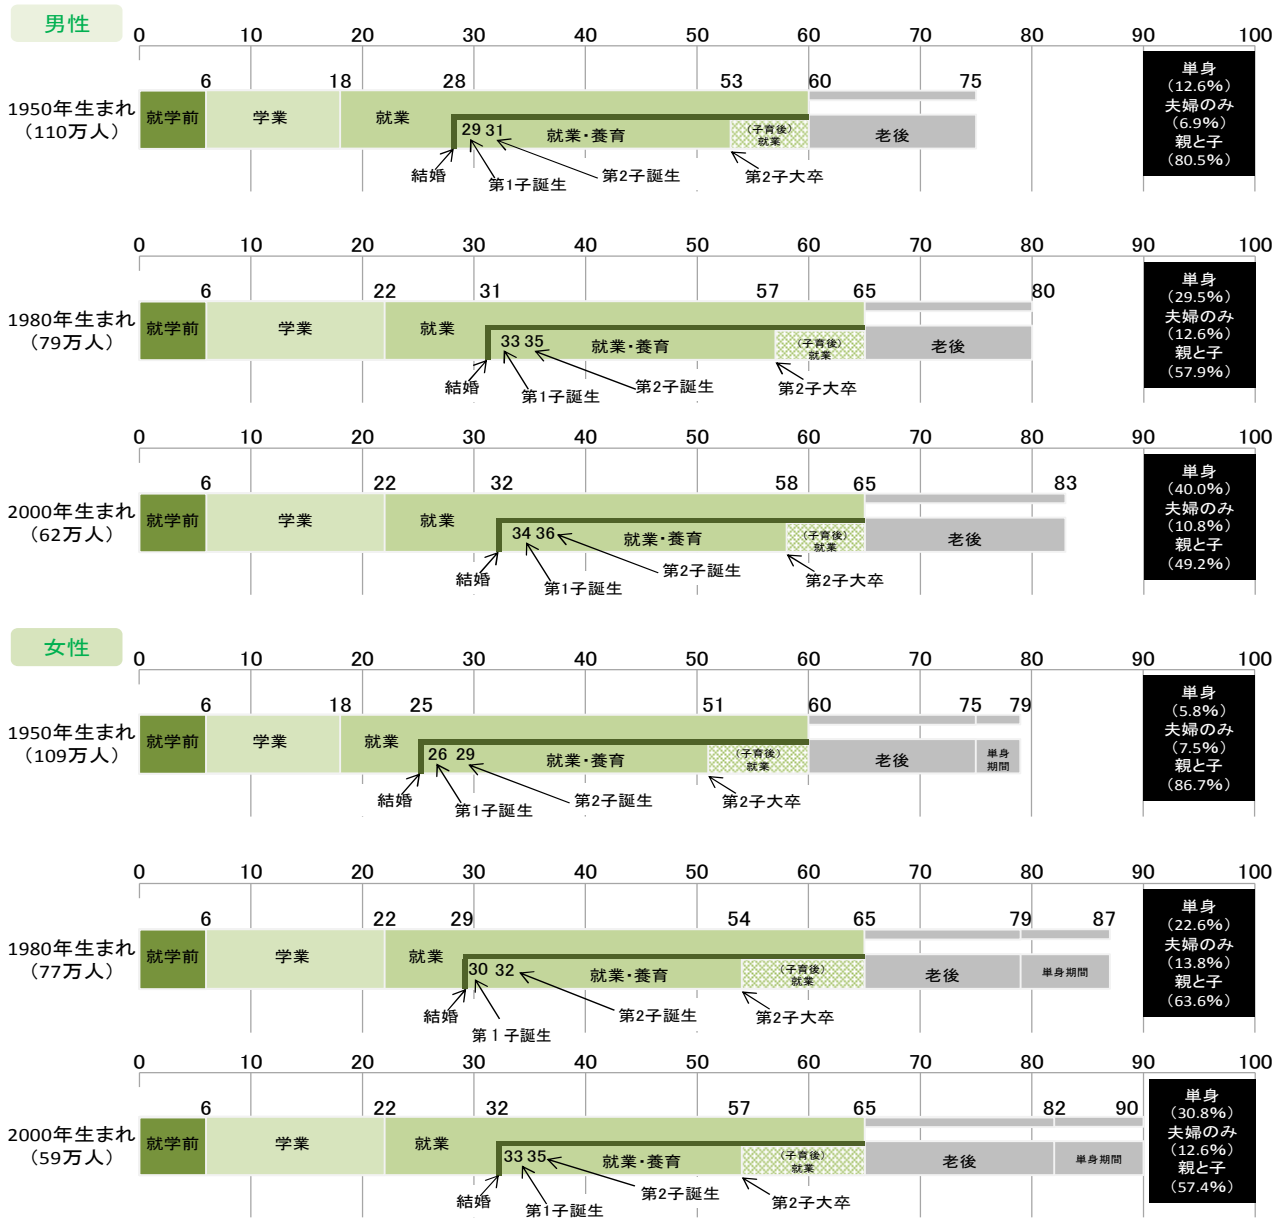 男性
0 10 20 30 40 50 60 70 80 90 100
6 18 28 53 60 75
1950年生まれ
（110万人）
就学前 学業 就業 老後
29 31 就業・養育
（子育後）
就業
結婚 第1子誕生 第2子誕生 第2子大卒
単身
（12.6%）
夫婦のみ
（6.9%）
親と子
（80.5%）
0 10 20 30 40 50 60 70 80 90 100
6 22 31 57 65 80
1980年生まれ
（79万人）
就学前 学業 就業 老後
33 35 就業・養育
（子育後）
就業
結婚 第1子誕生 第2子誕生 第2子大卒
単身
（29.5%）
夫婦のみ
（12.6%）
親と子
（57.9%）
0 10 20 30 40 50 60 70 80 90 100
6 22 32 58 65 83
2000年生まれ
（62万人）
就学前 学業 就業 老後
34 36 就業・養育
（子育後）
就業
結婚 第1子誕生 第2子誕生 第2子大卒
単身
（40.0%）
夫婦のみ
（10.8%）
親と子
（49.2%）
女性
0 10 20 30 40 50 60 70 80 90 100
6 18 25 51 60 75 79
1950年生まれ
（109万人）
就学前 学業 就業 老後
26 29 就業・養育
（子育後）
就業
単身
期間
結婚 第1子誕生 第2子誕生 第2子大卒
単身
（5.8%）
夫婦のみ
（7.5%）
親と子
（86.7%）
0 10 20 30 40 50 60 70 80 90 100
6 22 29 54 65 79 87
1980年生まれ
（77万人）
就学前 学業 就業 老後 単身期間
30 32 就業・養育
（子育後）
就業
結婚 第１子誕生 第2子誕生 第2子大卒
単身
（22.6%）
夫婦のみ
（13.8%）
親と子
（63.6%）
0 10 20 30 40 50 60 70 80 90 100
6 22 32 57 65 82 90
2000年生まれ
（59万人）
就学前 学業 就業 老後 単身期間
33 35 就業・養育
（子育後）
就業
結婚 第1子誕生 第2子誕生 第2子大卒
単身
（30.8%）
夫婦のみ
（12.6%）
親と子
（57.4%）